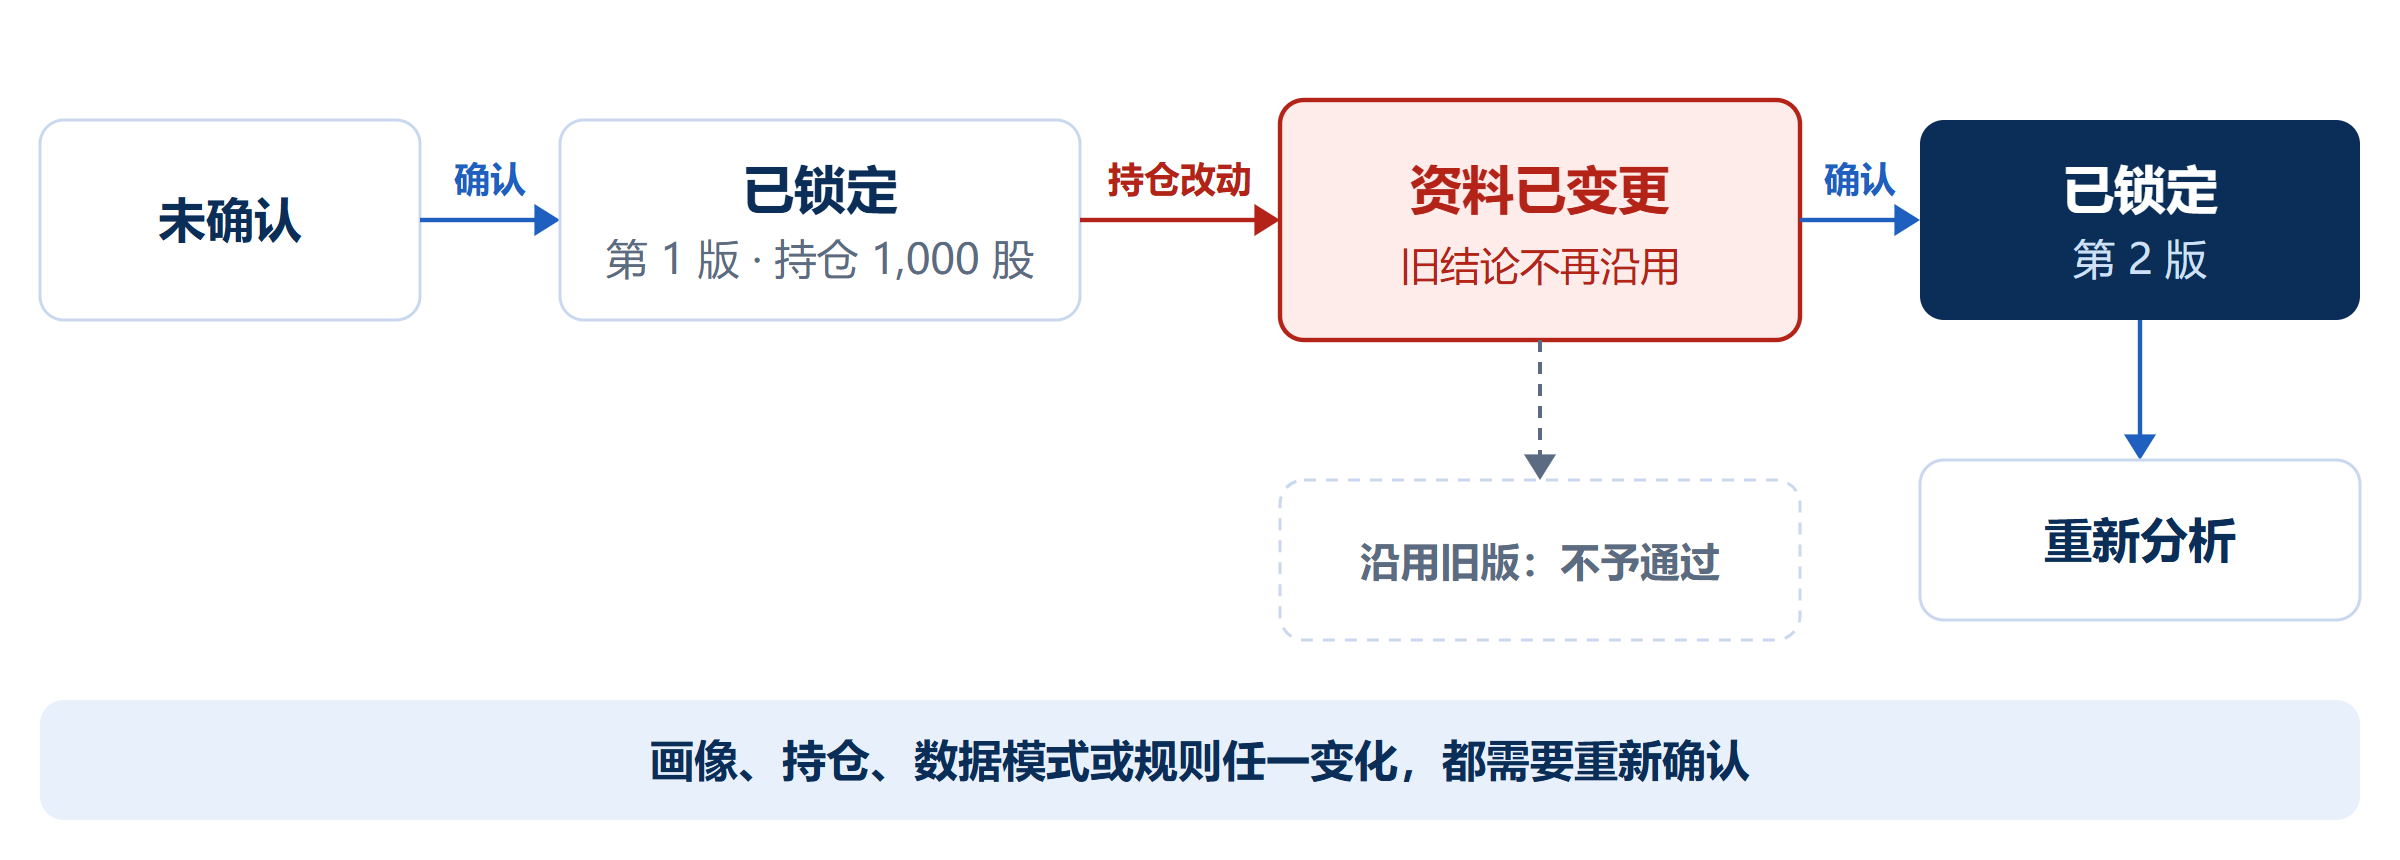 未确认
确认
已锁定
第 1 版 · 持仓 1,000 股
持仓改动
资料已变更
旧结论不再沿用
确认
已锁定
第 2 版
沿用旧版：不予通过
重新分析
画像、持仓、数据模式或规则任一变化，都需要重新确认